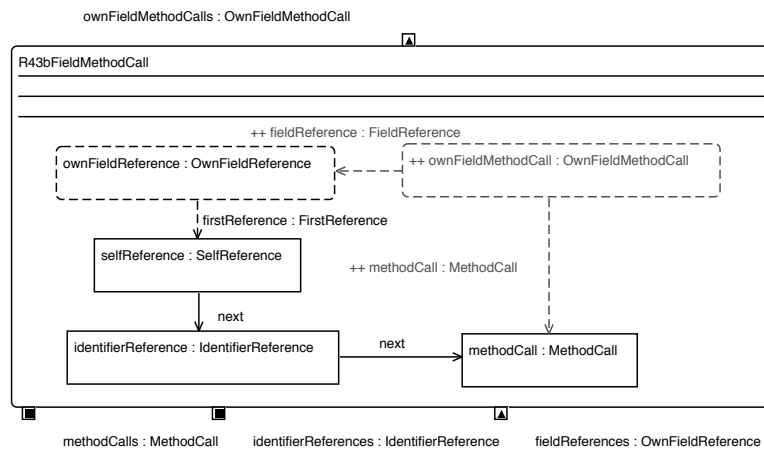 ownFieldMethodCalls : OwnFieldMethodCall
R43bFieldMethodCall
++ fieldReference : FieldReference
ownFieldReference : OwnFieldReference
++ ownFieldMethodCall : OwnFieldMethodCall
firstReference : FirstReference
selfReference : SelfReference
++ methodCall : MethodCall
next
identifierReference : IdentifierReference
next
methodCall : MethodCall
methodCalls : MethodCall
identifierReferences : IdentifierReference
fieldReferences : OwnFieldReference